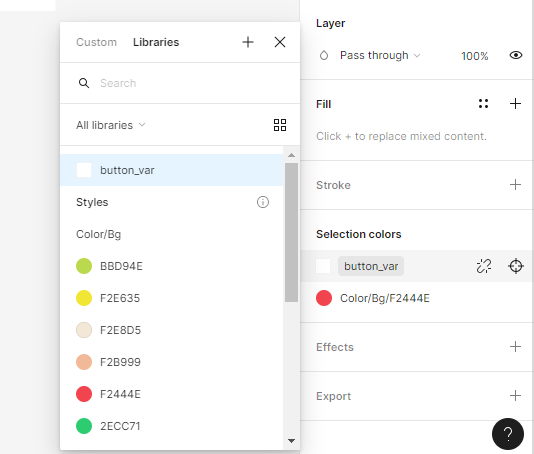 Custom
Libraries
Search
All libraries
button_var
Styles
Color/Bg
BBD94E
F2E635
F2E8D5
F2B999
F2444E
2ECC71
Layer
Pass through
100%
Fill
Click + to replace mixed content.
Stroke
Selection colors
button_var
Color/Bg/F2444E
Effects
Export
?